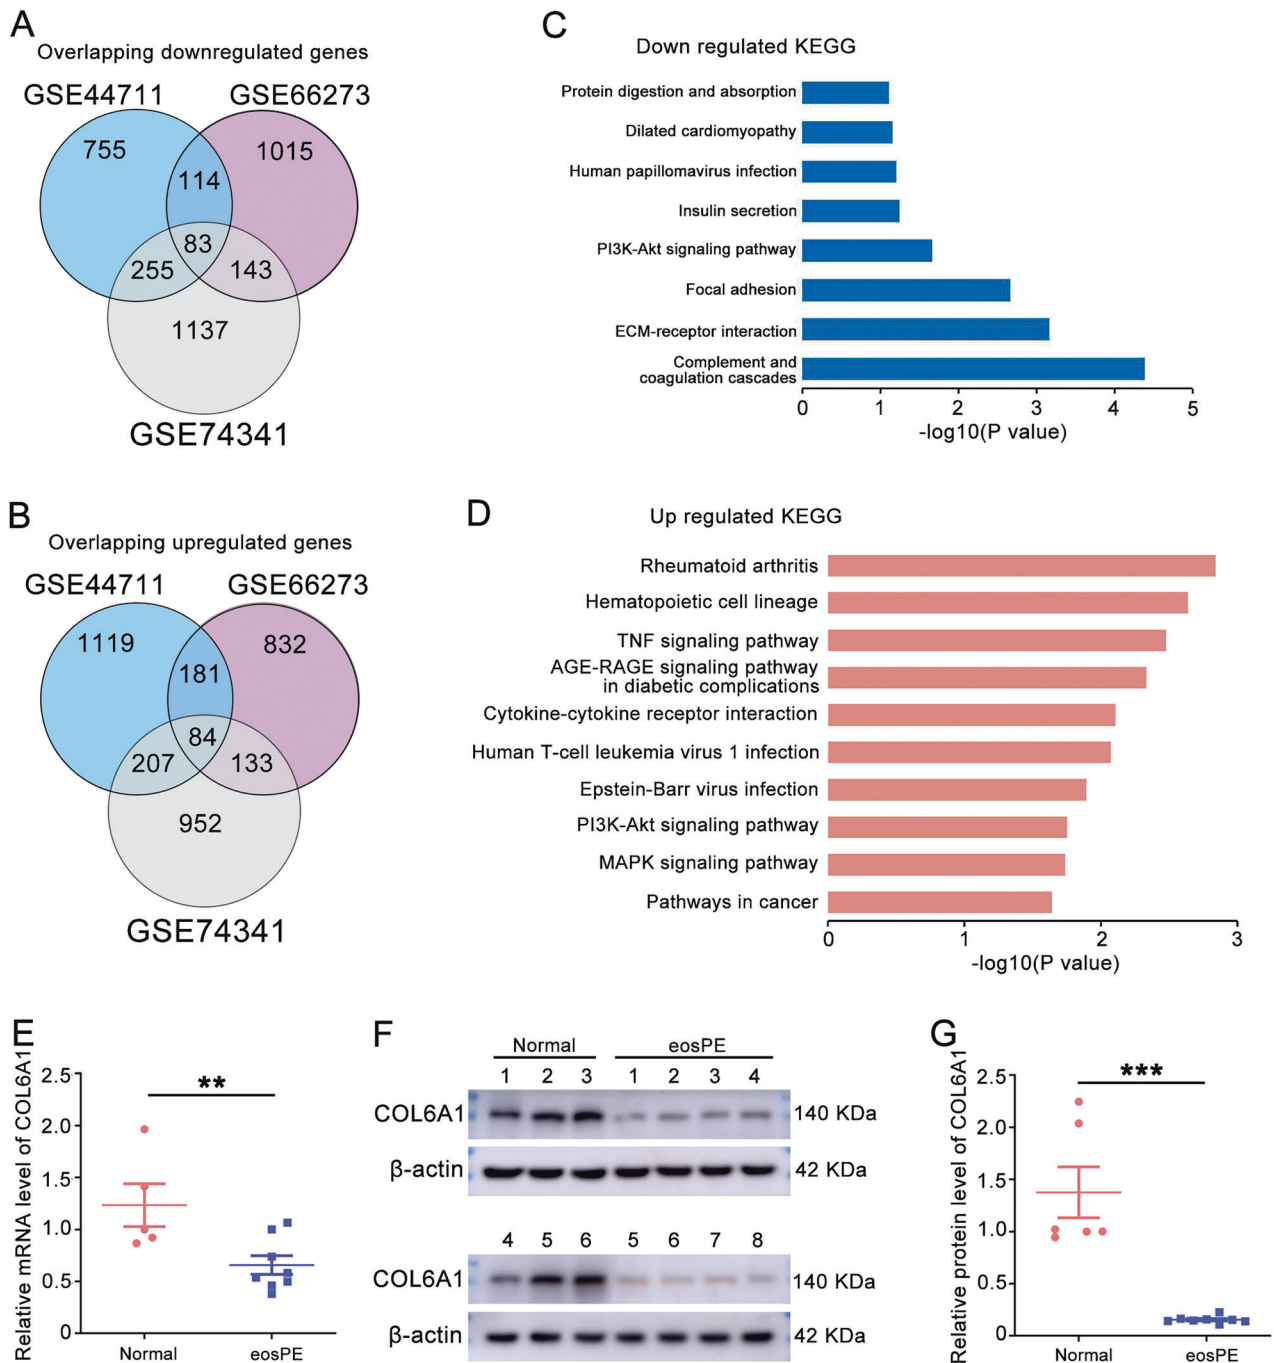 A
Overlapping downregulated genes
GSE44711 GSE66273
755 1015
114
83
255 143
1137
GSE74341
C
Down regulated KEGG
Protein digestion and absorption
Dilated cardiomyopathy
Human papillomavirus infection
Insulin secretion
PI3K-Akt signaling pathway
Focal adhesion
ECM-receptor interaction
Complement and
coagulation cascades
0 1 2 3 4 5
-log10(P value)
B
Overlapping upregulated genes
GSE44711 GSE66273
1119 832
181
84
207 133
952
GSE74341
D
Up regulated KEGG
Rheumatoid arthritis
Hematopoietic cell lineage
TNF signaling pathway
AGE-RAGE signaling pathway
in diabetic complications
Cytokine-cytokine receptor interaction
Human T-cell leukemia virus 1 infection
Epstein-Barr virus infection
PI3K-Akt signaling pathway
MAPK signaling pathway
Pathways in cancer
0 1 2 3
-log10(P value)
E
Relative mRNA level of COL6A1
2.5
2.0
1.5
1.0
0.5
0
**
Normal eosPE
F
Normal eosPE
1 2 3 1 2 3 4
COL6A1 140 KDa
β-actin 42 KDa
4 5 6 5 6 7 8
COL6A1 140 KDa
β-actin 42 KDa
G
Relative protein level of COL6A1
2.5
2.0
1.5
1.0
0.5
0
***
Normal eosPE